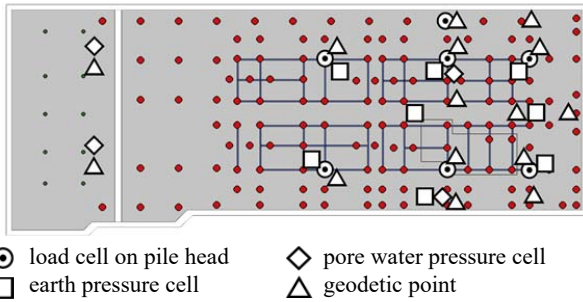 load cell on pile head
pore water pressure cell
earth pressure cell
geodetic point